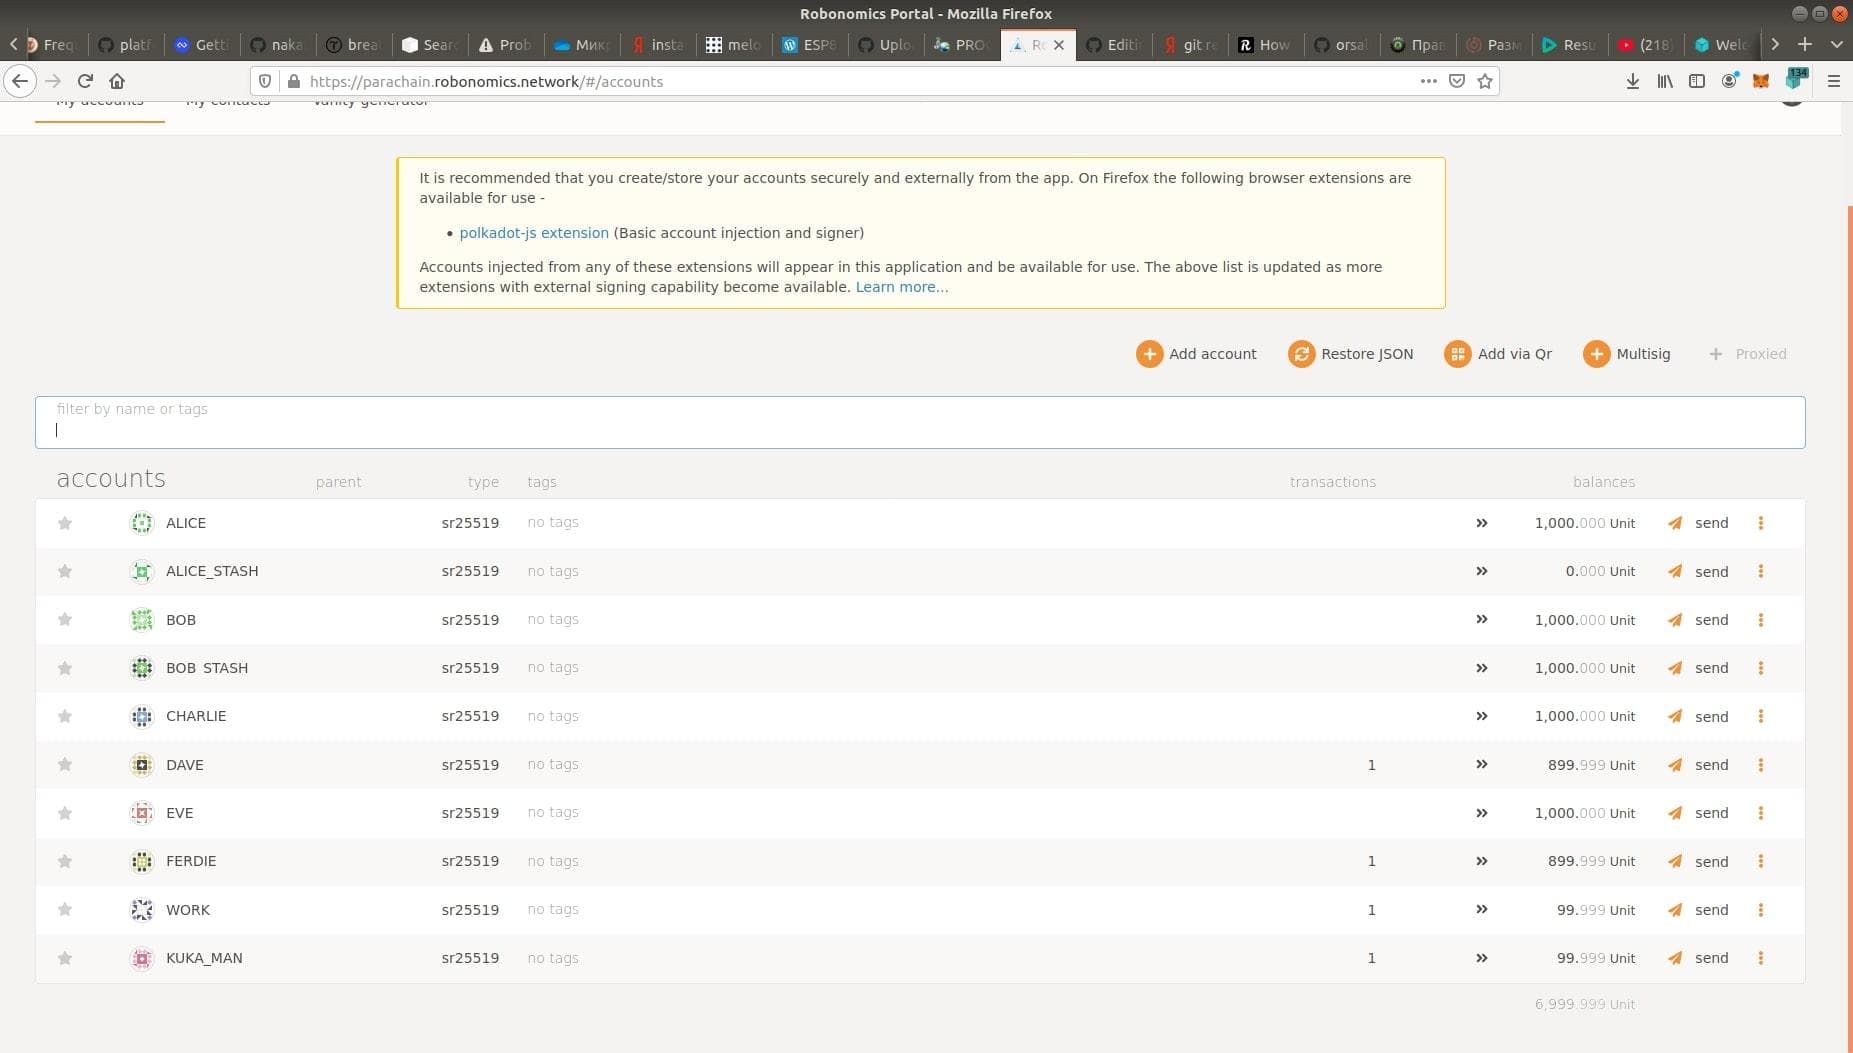 Robonomics Portal - Mozilla Firefox
Freq platf Getti naka brea Sear Prob Мик insta melo ESP8 Uplo PRO Ro Editi git re How orsa Прав Разм Resu (218) Welc
https://parachain.robonomics.network/#/accounts
134
My accounts My contacts Vanity generator
It is recommended that you create/store your accounts securely and externally from the app. On Firefox the following browser extensions are
available for use -
• polkadot-js extension (Basic account injection and signer)
Accounts injected from any of these extensions will appear in this application and be available for use. The above list is updated as more
extensions with external signing capability become available. Learn more...
Add account Restore JSON Add via Qr Multisig Proxied
filter by name or tags
accounts parent type tags transactions balances
ALICE sr25519 no tags 1,000.000 Unit send
ALICE_STASH sr25519 no tags 0.000 Unit send
BOB sr25519 no tags 1,000.000 Unit send
BOB_STASH sr25519 no tags 1,000.000 Unit send
CHARLIE sr25519 no tags 1,000.000 Unit send
DAVE sr25519 no tags 1 899.999 Unit send
EVE sr25519 no tags 1,000.000 Unit send
FERDIE sr25519 no tags 1 899.999 Unit send
WORK sr25519 no tags 1 99.999 Unit send
KUKA_MAN sr25519 no tags 1 99.999 Unit send
6,999.999 Unit